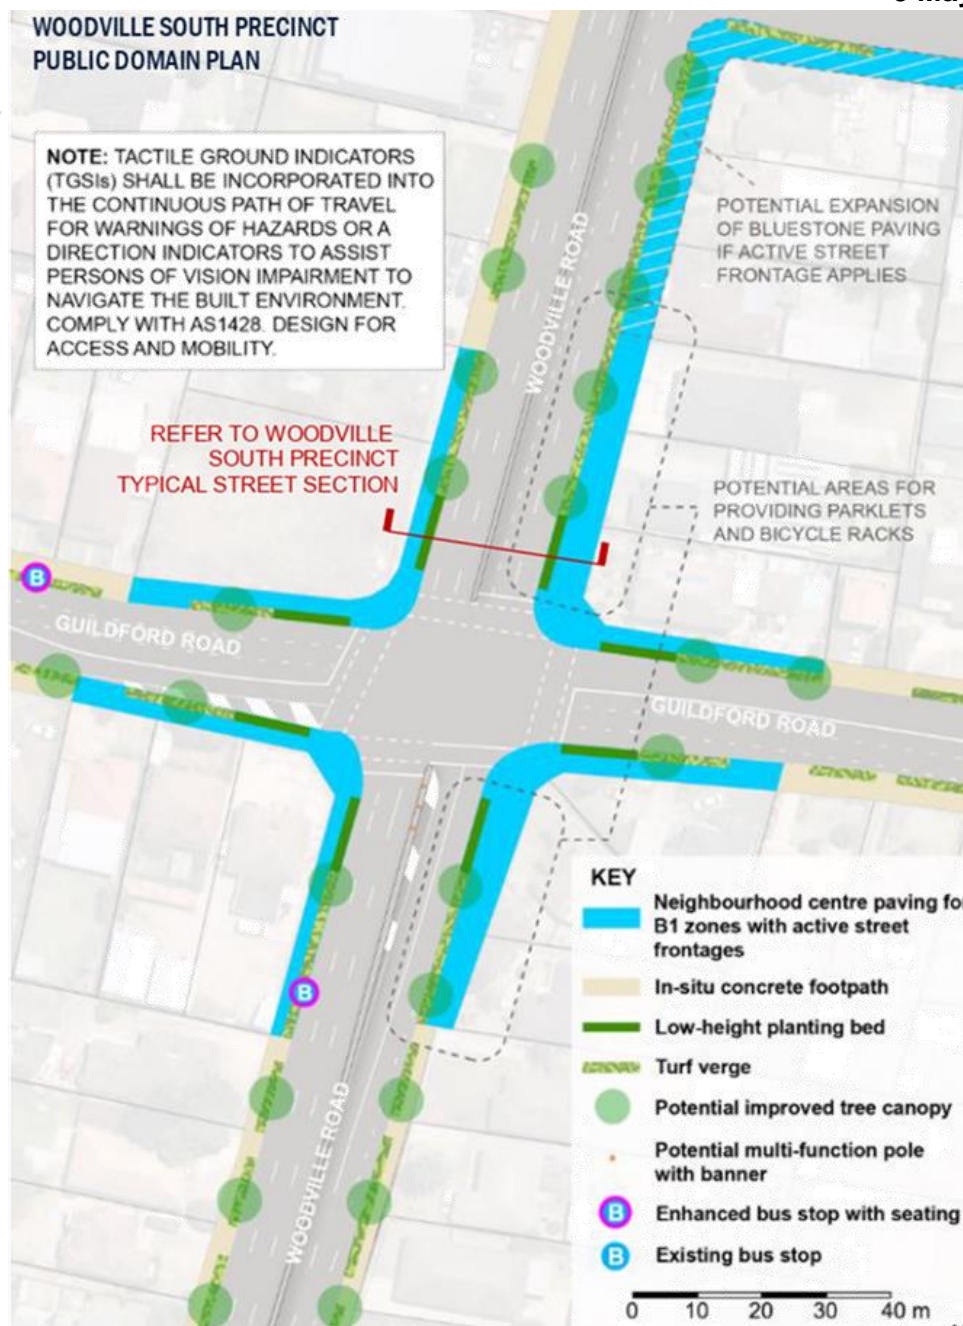 WOODVILLE SOUTH PRECINCT
PUBLIC DOMAIN PLAN
NOTE: TACTILE GROUND INDICATORS
(TGSIs) SHALL BE INCORPORATED INTO
THE CONTINUOUS PATH OF TRAVEL
FOR WARNINGS OF HAZARDS OR A
DIRECTION INDICATORS TO ASSIST
PERSONS OF VISION IMPAIRMENT TO
NAVIGATE THE BUILT ENVIRONMENT.
COMPLY WITH AS1428. DESIGN FOR
ACCESS AND MOBILITY.
WOODVILLE ROAD
POTENTIAL EXPANSION
OF BLUESTONE PAVING
IF ACTIVE STREET
FRONTAGE APPLIES
REFER TO WOODVILLE
SOUTH PRECINCT
TYPICAL STREET SECTION
POTENTIAL AREAS FOR
PROVIDING PARKLETS
AND BICYCLE RACKS
B
GUILDFORD ROAD
GUILDFORD ROAD
B
WOODVILLE ROAD
KEY
Neighbourhood centre paving for
B1 zones with active street
frontages
In-situ concrete footpath
Low-height planting bed
Turf verge
Potential improved tree canopy
Potential multi-function pole
with banner
B Enhanced bus stop with seating
B Existing bus stop
0 10 20 30 40 m